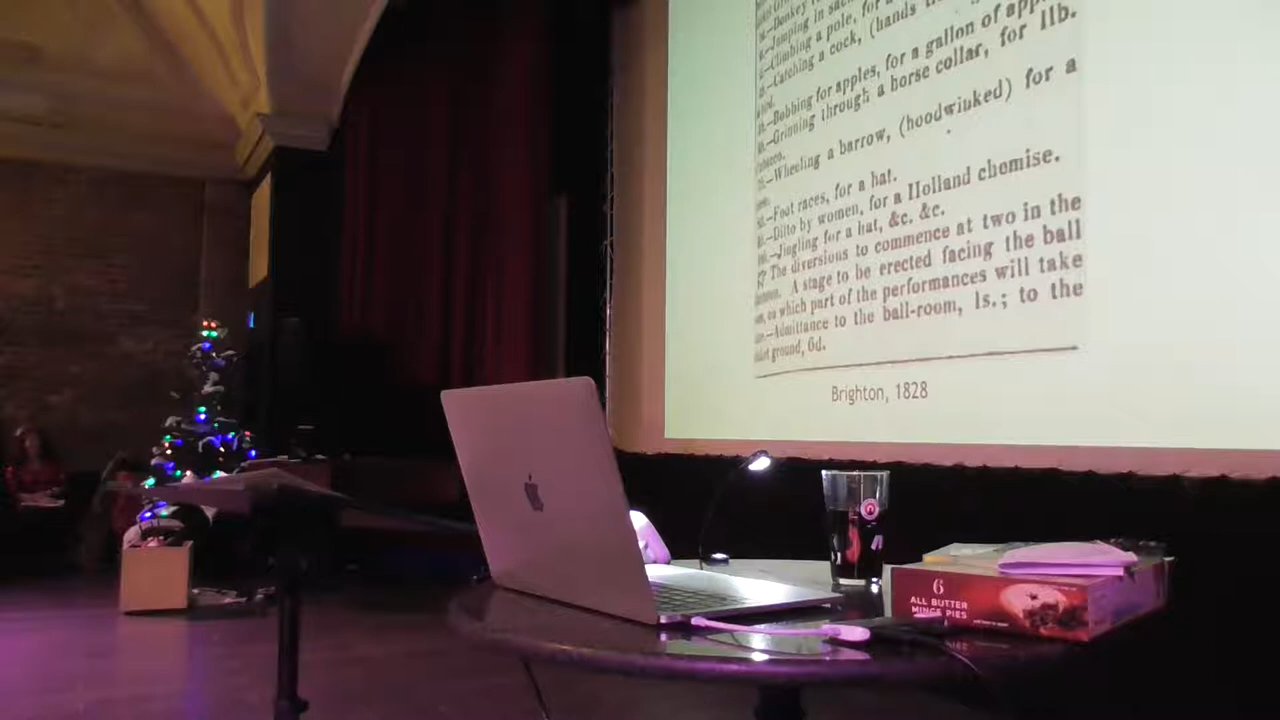 Donkey
Jumping in sac
Climbing a pole, for a
Catching a cock, (hands
Bobbing for apples, for a gallon of app
Grinning through a horse collar, for 1lb.
tobacco.
Wheeling a barrow, (hoodwinked) for a
Foot races, for a hat.
Ditto by women, for a Holland chemise.
Jingling for a hat, &c. &c.
The diversions to commence at two in the
A stage to be erected facing the ball
on which part of the performances will take
Admittance to the ball-room, 1s.; to the
ground, 6d.
Brighton, 1828
6
ALL BUTTER
MINCE PIES